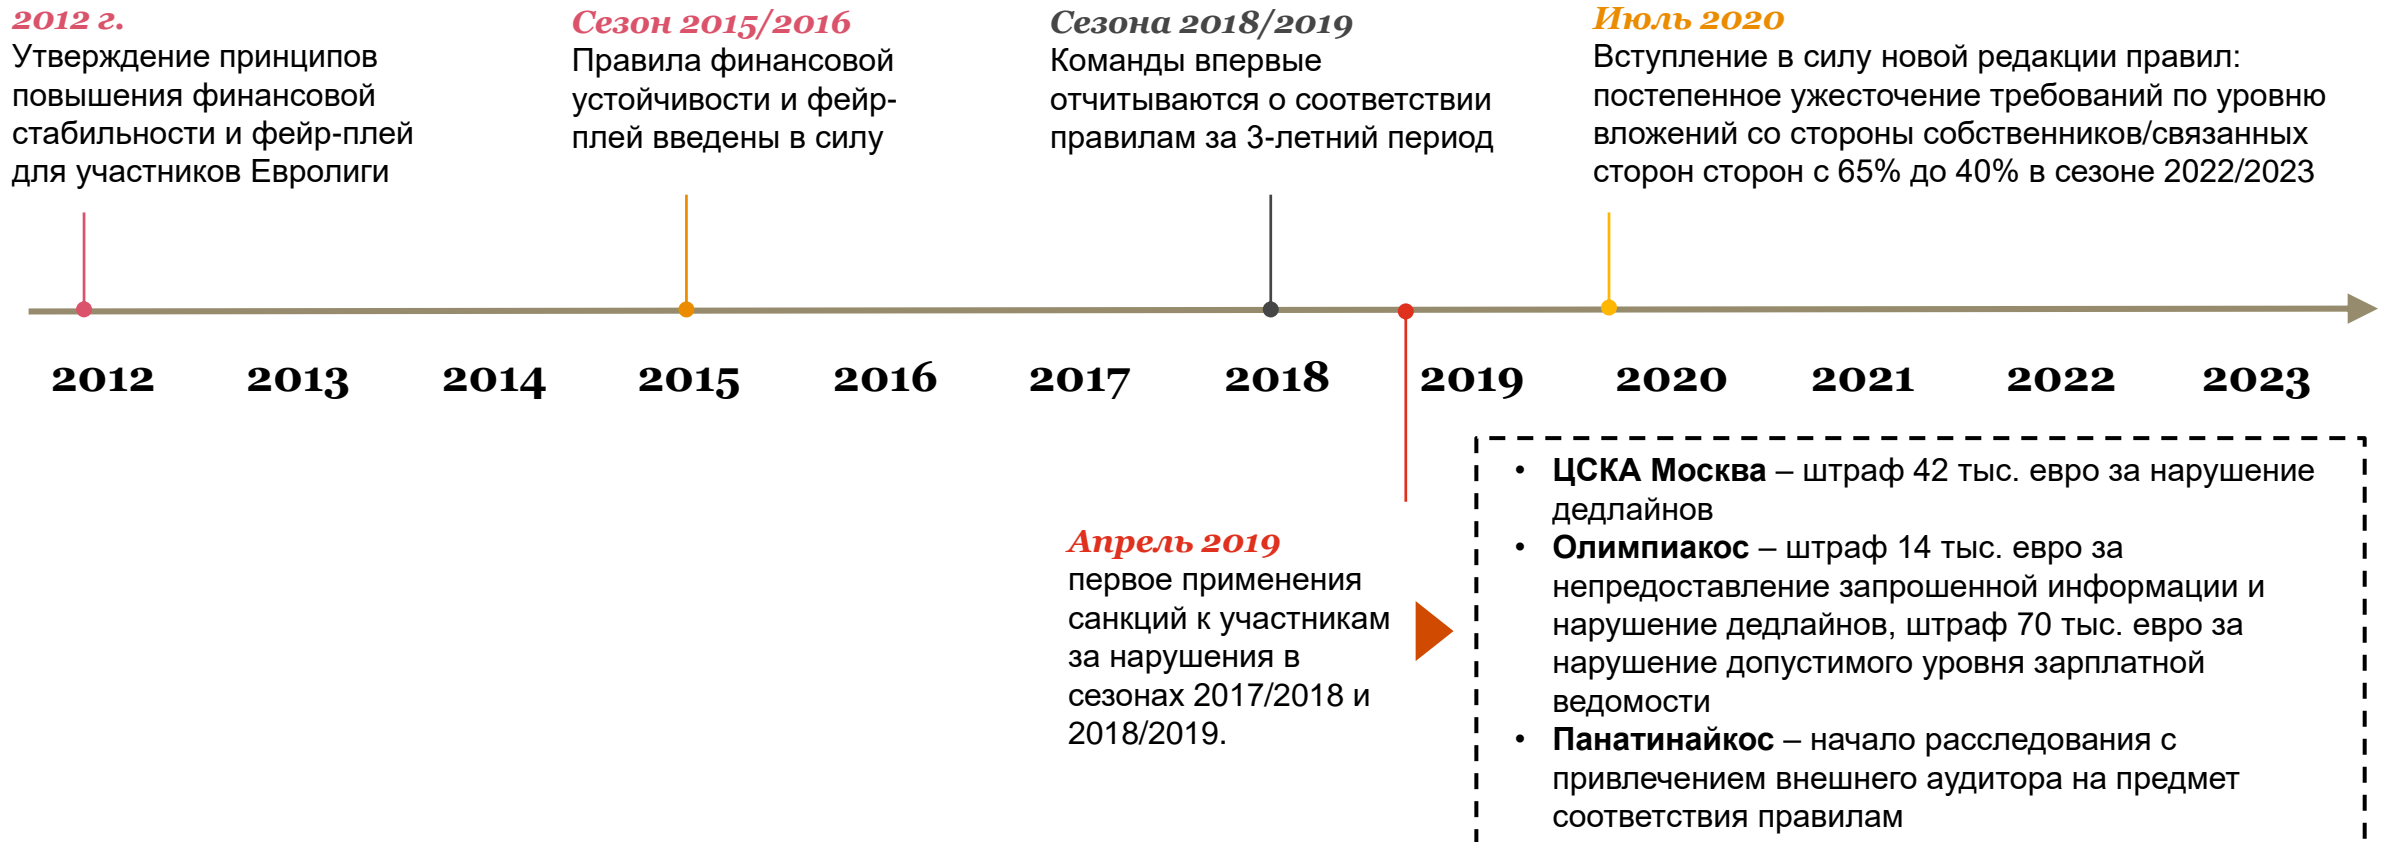 2012 г.
Утверждение принципов
повышения финансовой
стабильности и фейр-плей
для участников Евролиги
Сезон 2015/2016
Правила финансовой
устойчивости и фейр-
плей введены в силу
Сезона 2018/2019
Команды впервые
отчитываются о соответствии
правилам за 3-летний период
Июль 2020
Вступление в силу новой редакции правил:
постепенное ужесточение требований по уровню
вложений со стороны собственников/связанных
сторон сторон с 65% до 40% в сезоне 2022/2023
2012 2013 2014 2015 2016 2017 2018 2019 2020 2021 2022 2023
Апрель 2019
первое применения
санкций к участникам
за нарушения в
сезонах 2017/2018 и
2018/2019.
• ЦСКА Москва – штраф 42 тыс. евро за нарушение
дедлайнов
• Олимпиакос – штраф 14 тыс. евро за
непредоставление запрошенной информации и
нарушение дедлайнов, штраф 70 тыс. евро за
нарушение допустимого уровня зарплатной
ведомости
• Панатинайкос – начало расследования с
привлечением внешнего аудитора на предмет
соответствия правилам